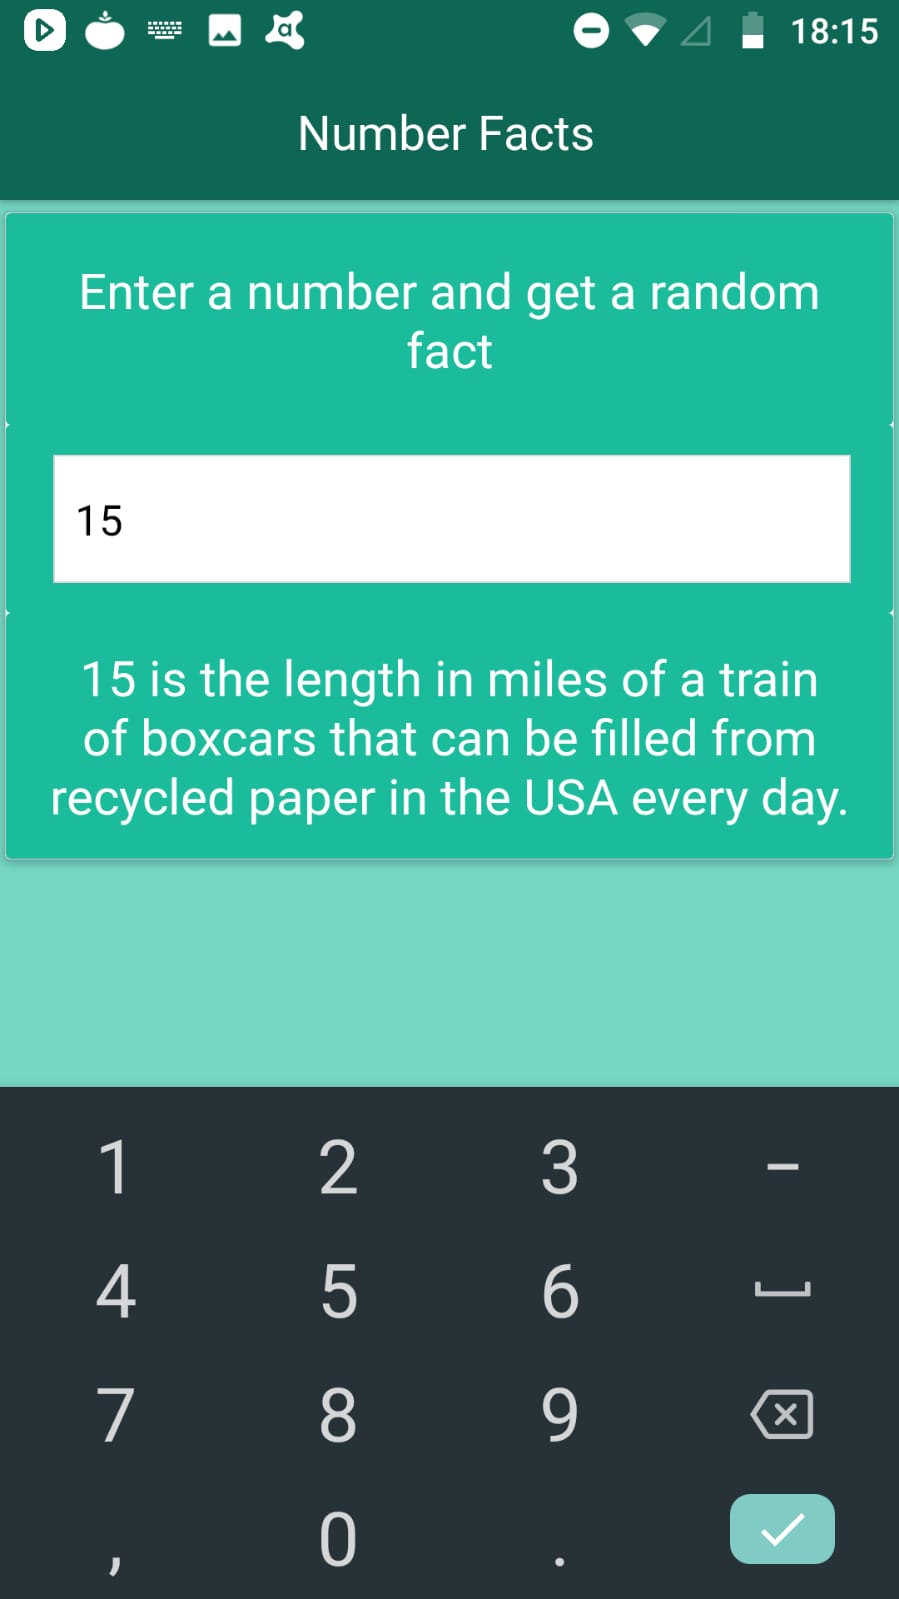 18:15
Number Facts
Enter a number and get a random
fact
15
15 is the length in miles of a train
of boxcars that can be filled from
recycled paper in the USA every day.
1 2 3 –
4 5 6
7 8 9
, 0 .